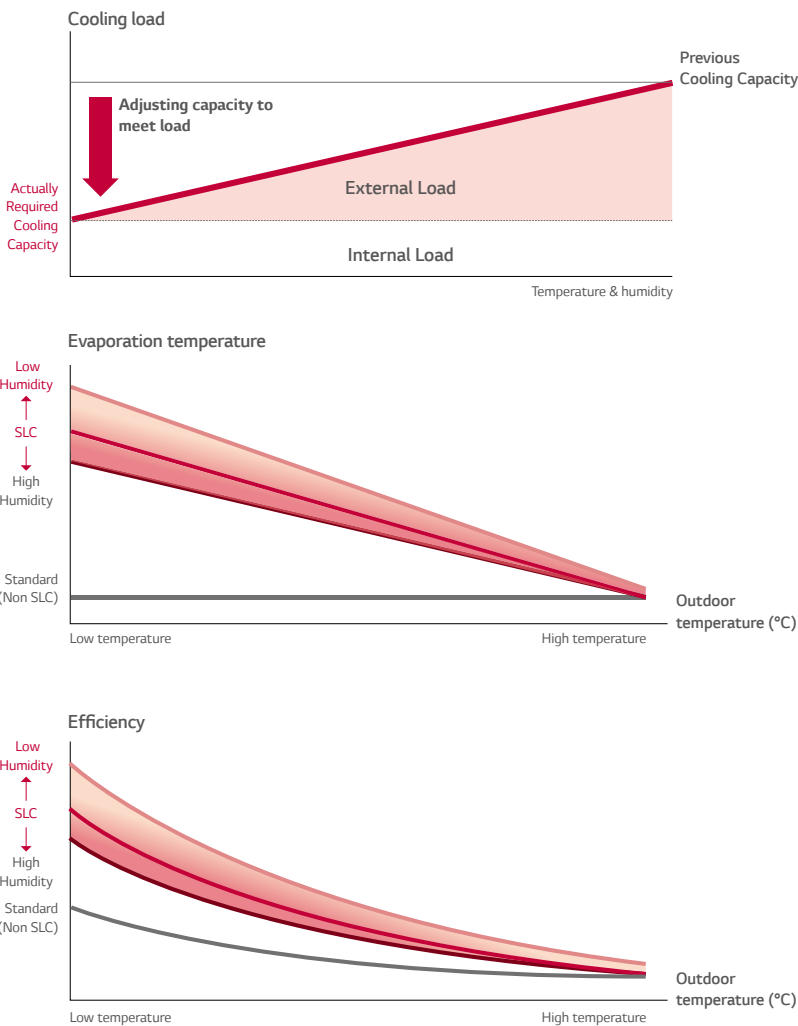 Cooling load
Previous
Cooling Capacity
Adjusting capacity to
meet load
Actually
Required
Cooling
Capacity
External Load
Internal Load
Temperature & humidity
Evaporation temperature
Low
Humidity
SLC
High
Humidity
Standard
(Non SLC)
Outdoor
temperature (°C)
Low temperature
High temperature
Efficiency
Low
Humidity
SLC
High
Humidity
Standard
(Non SLC)
Outdoor
temperature (°C)
Low temperature
High temperature